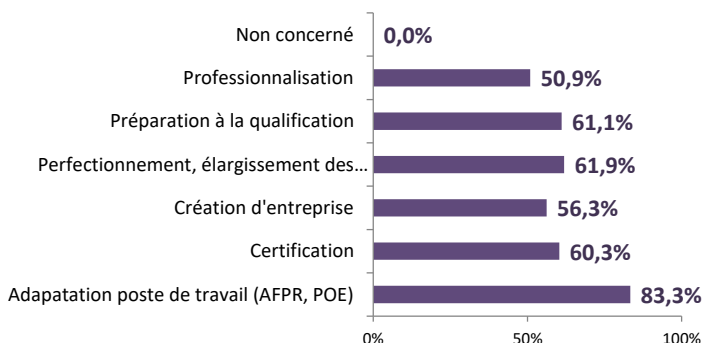 Non concerné 0,0%
Professionnalisation 50,9%
Préparation à la qualification 61,1%
Perfectionnement, élargissement des… 61,9%
Création d'entreprise 56,3%
Certification 60,3%
Adapatation poste de travail (AFPR, POE) 83,3%
0% 50% 100%